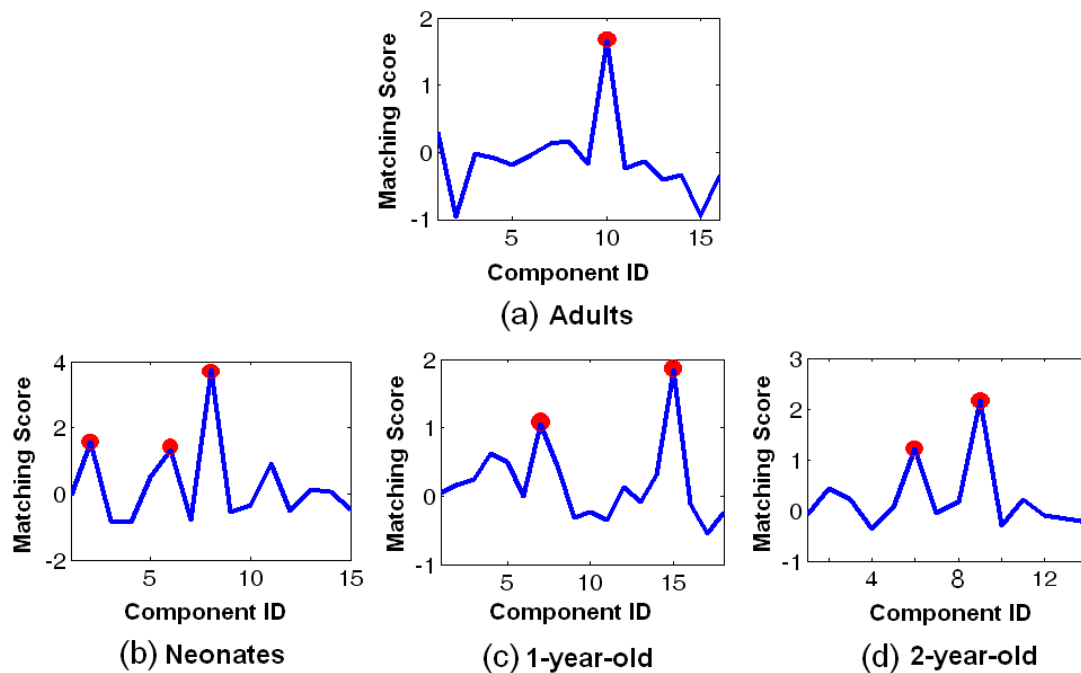 2
1
0
-1
Matching Score
5 10 15
Component ID
(a) Adults
4
2
0
-2
Matching Score
5 10 15
Component ID
(b) Neonates
2
1
0
-1
Matching Score
5 10 15
Component ID
(c) 1-year-old
3
2
1
0
-1
Matching Score
4 8 12
Component ID
(d) 2-year-old